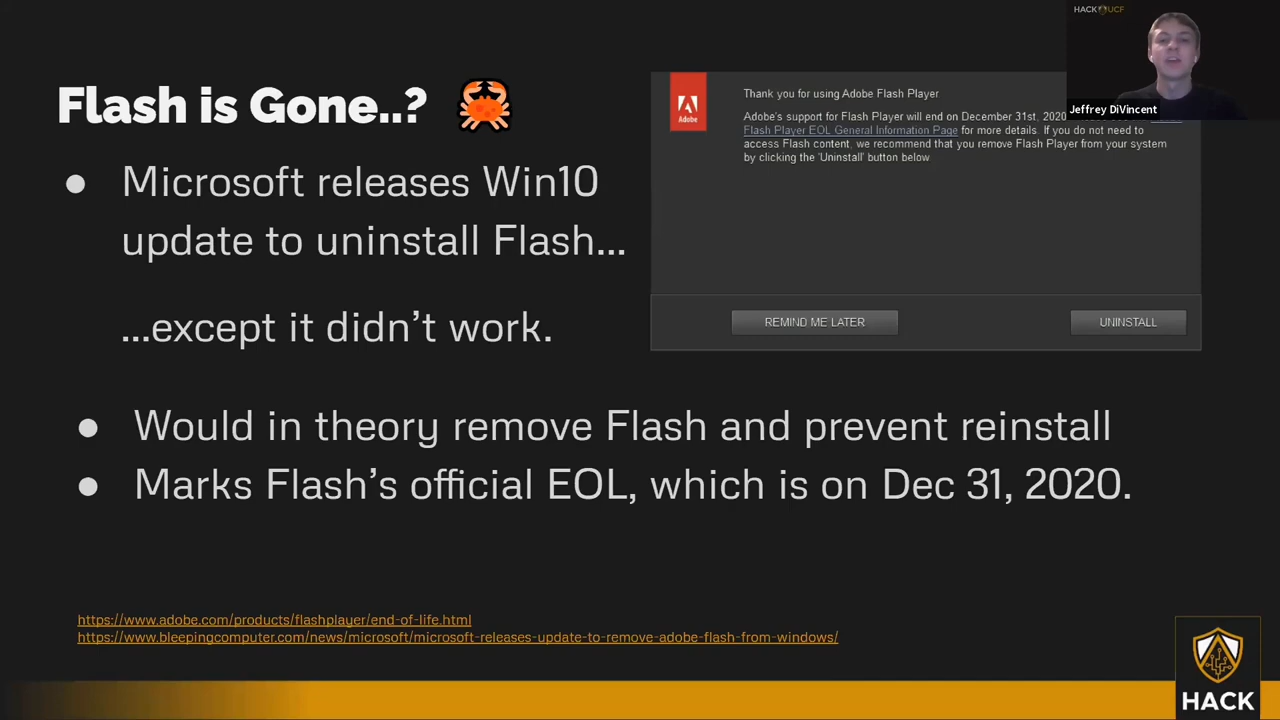 HACK UCF
Jeffrey DiVincent
Flash is Gone..?
● Microsoft releases Win10
update to uninstall Flash...
...except it didn't work.
Adobe
Thank you for using Adobe Flash Player
Adobe's support for Flash Player will end on December 31st, 2020
Flash Player EOL General Information Page for more details. If you do not need to
access Flash content, we recommend that you remove Flash Player from your system
by clicking the 'Uninstall' button below
REMIND ME LATER
UNINSTALL
● Would in theory remove Flash and prevent reinstall
● Marks Flash's official EOL, which is on Dec 31, 2020.
https://www.adobe.com/products/flashplayer/end-of-life.html
https://www.bleepingcomputer.com/news/microsoft/microsoft-releases-update-to-remove-adobe-flash-from-windows/
HACK